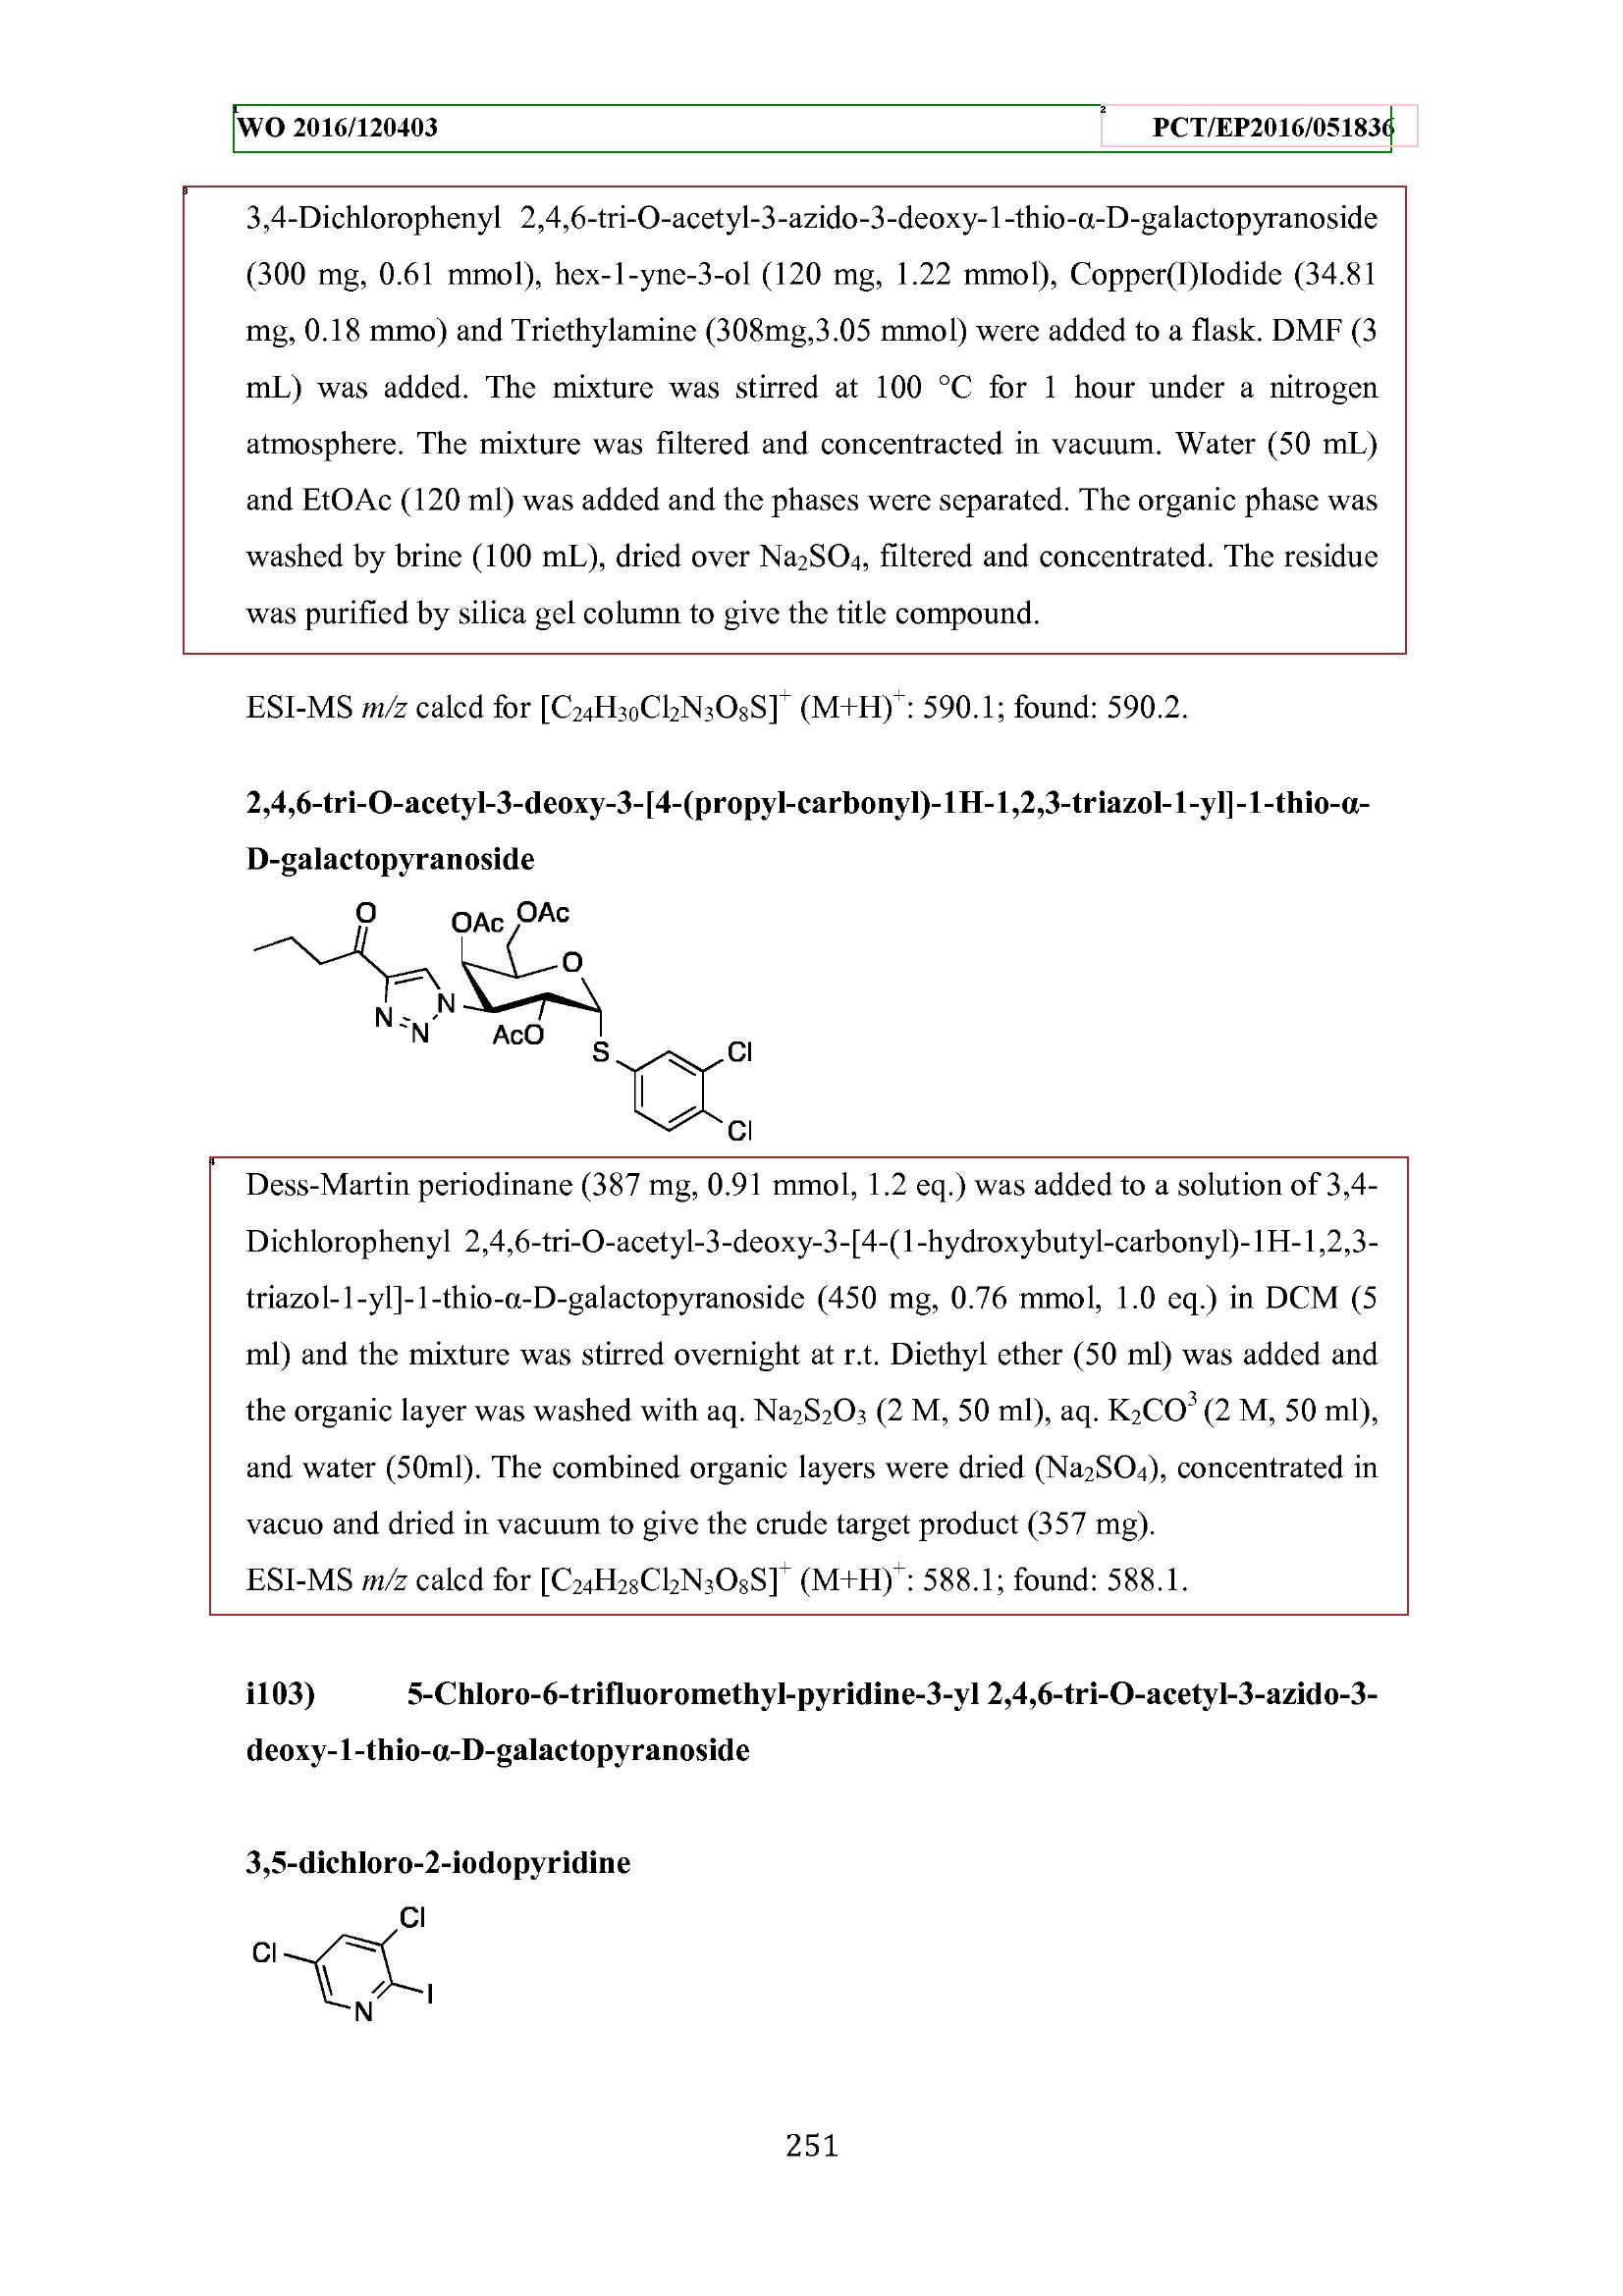 WO 2016/120403 PCT/EP2016/051836
3,4-Dichlorophenyl 2,4,6-tri-O-acetyl-3-azido-3-deoxy-1-thio-α-D-galactopyranoside
(300 mg, 0.61 mmol), hex-1-yne-3-ol (120 mg, 1.22 mmol), Copper(I)Iodide (34.81
mg, 0.18 mmo) and Triethylamine (308mg,3.05 mmol) were added to a flask. DMF (3
mL) was added. The mixture was stirred at 100 °C for 1 hour under a nitrogen
atmosphere. The mixture was filtered and concentracted in vacuum. Water (50 mL)
and EtOAc (120 ml) was added and the phases were separated. The organic phase was
washed by brine (100 mL), dried over Na₂SO₄, filtered and concentrated. The residue
was purified by silica gel column to give the title compound.
ESI-MS m/z calcd for [C₂₄H₃₀Cl₂N₃O₈S]⁺ (M+H)⁺: 590.1; found: 590.2.
2,4,6-tri-O-acetyl-3-deoxy-3-[4-(propyl-carbonyl)-1H-1,2,3-triazol-1-yl]-1-thio-α-
D-galactopyranoside
O OAc OAc
O
N N N AcO
S Cl
Cl
Dess-Martin periodinane (387 mg, 0.91 mmol, 1.2 eq.) was added to a solution of 3,4-
Dichlorophenyl 2,4,6-tri-O-acetyl-3-deoxy-3-[4-(1-hydroxybutyl-carbonyl)-1H-1,2,3-
triazol-1-yl]-1-thio-α-D-galactopyranoside (450 mg, 0.76 mmol, 1.0 eq.) in DCM (5
ml) and the mixture was stirred overnight at r.t. Diethyl ether (50 ml) was added and
the organic layer was washed with aq. Na₂S₂O₃ (2 M, 50 ml), aq. K₂CO³ (2 M, 50 ml),
and water (50ml). The combined organic layers were dried (Na₂SO₄), concentrated in
vacuo and dried in vacuum to give the crude target product (357 mg).
ESI-MS m/z calcd for [C₂₄H₂₈Cl₂N₃O₈S]⁺ (M+H)⁺: 588.1; found: 588.1.
i103) 5-Chloro-6-trifluoromethyl-pyridine-3-yl 2,4,6-tri-O-acetyl-3-azido-3-
deoxy-1-thio-α-D-galactopyranoside
3,5-dichloro-2-iodopyridine
Cl
Cl
I
N
251